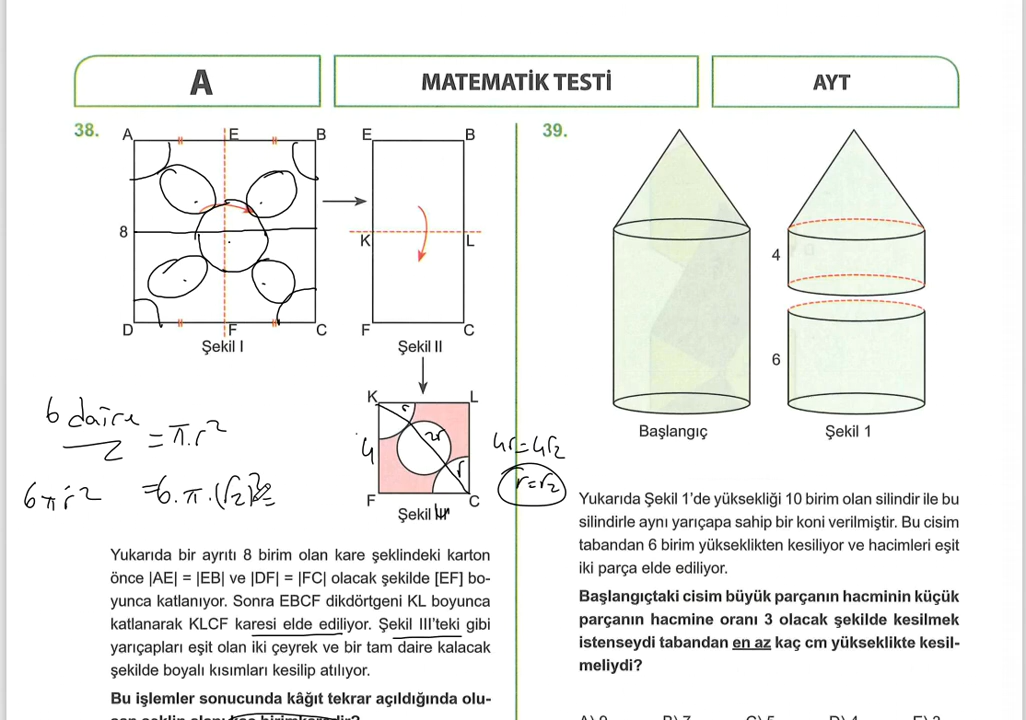 A
MATEMATİK TESTİ
AYT
38.
A
E
B
8
D
F
C
Şekil I
E
B
K
L
F
C
Şekil II
K
L
r
2r
r
4
F
C
Şekil
6 daire
= π.r²
6πr² = 6.π.(√2)² =
4r=4√2
r=√2
Yukarıda bir ayrıtı 8 birim olan kare şeklindeki karton
önce |AE| = |EB| ve |DF| = |FC| olacak şekilde [EF] bo-
yunca katlanıyor. Sonra EBCF dikdörtgeni KL boyunca
katlanarak KLCF karesi elde ediliyor. Şekil III'teki gibi
yarıçapları eşit olan iki çeyrek ve bir tam daire kalacak
şekilde boyalı kısımları kesilip atılıyor.
Bu işlemler sonucunda kâğıt tekrar açıldığında olu-
39.
4
6
Başlangıç
Şekil 1
Yukarıda Şekil 1'de yüksekliği 10 birim olan silindir ile bu
silindirle aynı yarıçapa sahip bir koni verilmiştir. Bu cisim
tabandan 6 birim yükseklikten kesiliyor ve hacimleri eşit
iki parça elde ediliyor.
Başlangıçtaki cisim büyük parçanın hacminin küçük
parçanın hacmine oranı 3 olacak şekilde kesilmek
istenseydi tabandan en az kaç cm yükseklikte kesil-
meliydi?